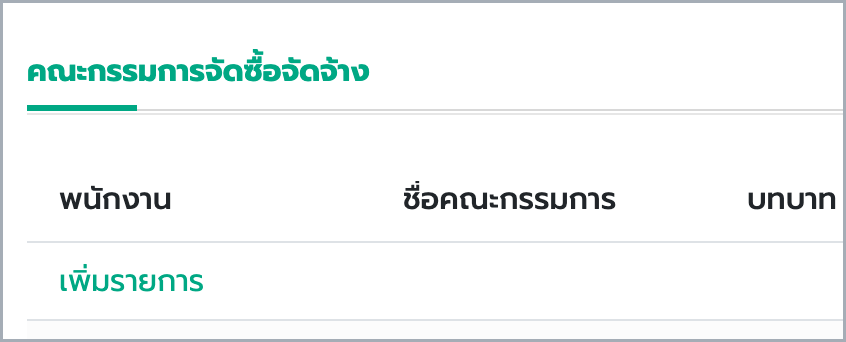 คณะกรรมการจัดซื้อจัดจ้าง
พนักงาน ชื่อคณะกรรมการ บทบาท
เพิ่มรายการ